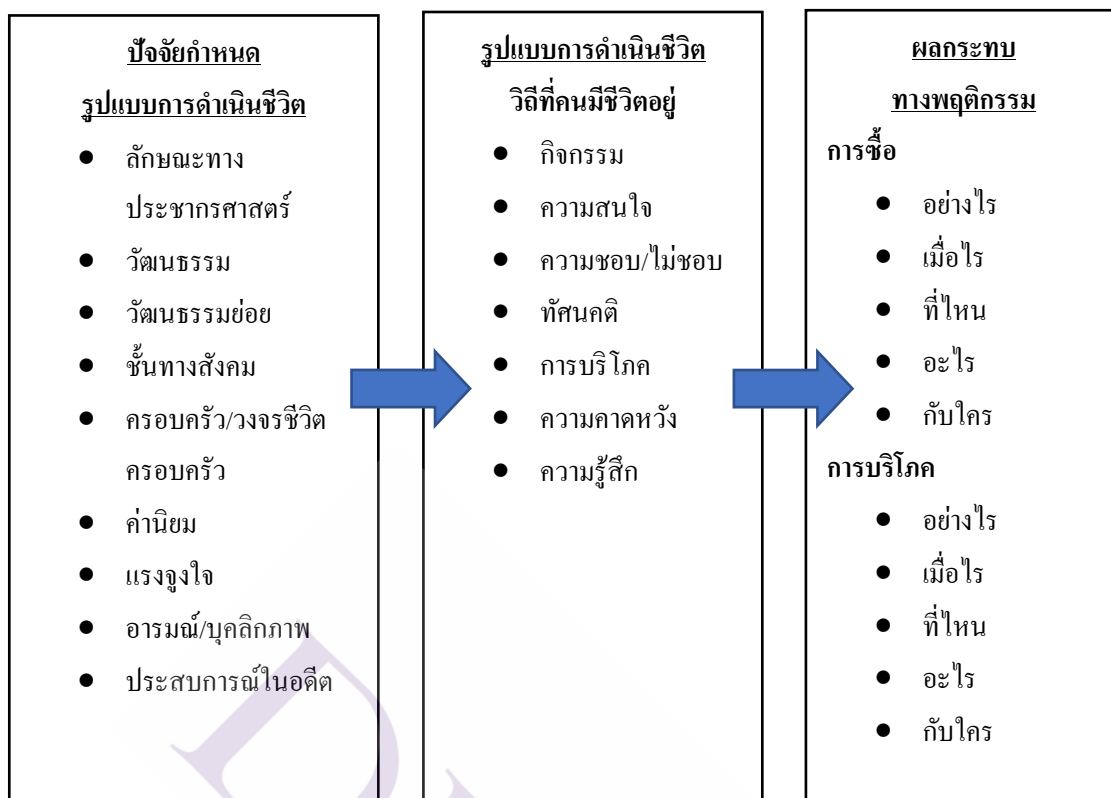 ปัจจัยกำหนด
รูปแบบการดำเนินชีวิต
● ลักษณะทาง
ประชากรศาสตร์
● วัฒนธรรม
● วัฒนธรรมย่อย
● ชั้นทางสังคม
● ครอบครัว/วงจรชีวิต
ครอบครัว
● ค่านิยม
● แรงจูงใจ
● อารมณ์/บุคลิกภาพ
● ประสบการณ์ในอดีต
รูปแบบการดำเนินชีวิต
วิถีที่คนมีชีวิตอยู่
● กิจกรรม
● ความสนใจ
● ความชอบ/ไม่ชอบ
● ทัศนคติ
● การบริโภค
● ความคาดหวัง
● ความรู้สึก
ผลกระทบ
ทางพฤติกรรม
การซื้อ
● อย่างไร
● เมื่อไร
● ที่ไหน
● อะไร
● กับใคร
การบริโภค
● อย่างไร
● เมื่อไร
● ที่ไหน
● อะไร
● กับใคร